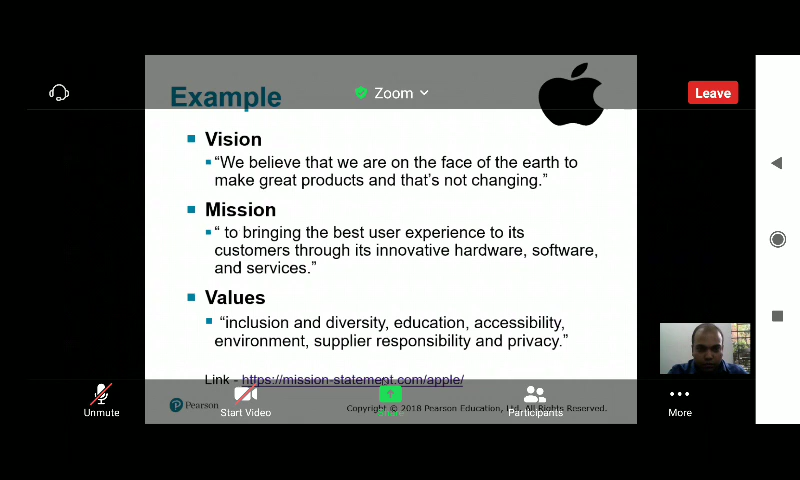 Example
Zoom
Leave
Vision
“We believe that we are on the face of the earth to
make great products and that’s not changing.”
Mission
“ to bringing the best user experience to its
customers through its innovative hardware, software,
and services.”
Values
“inclusion and diversity, education, accessibility,
environment, supplier responsibility and privacy.”
Link - https://mission-statement.com/apple/
Pearson
Copyright © 2018 Pearson Education, Ltd. All Rights Reserved.
Unmute
Start Video
Share
Participants
More